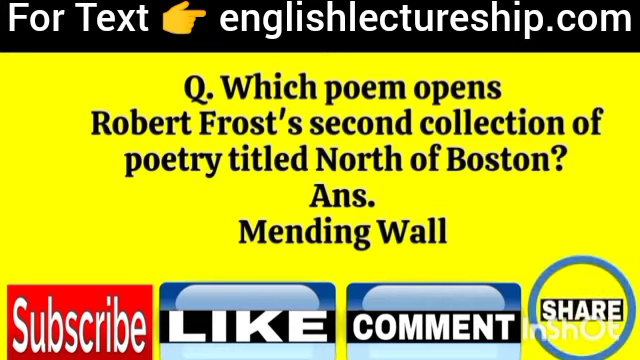 For Text 👉 englishlectureship.com
Q. Which poem opens
Robert Frost's second collection of
poetry titled North of Boston?
Ans.
Mending Wall
Subscribe LIKE COMMENT SHARE
InShOt